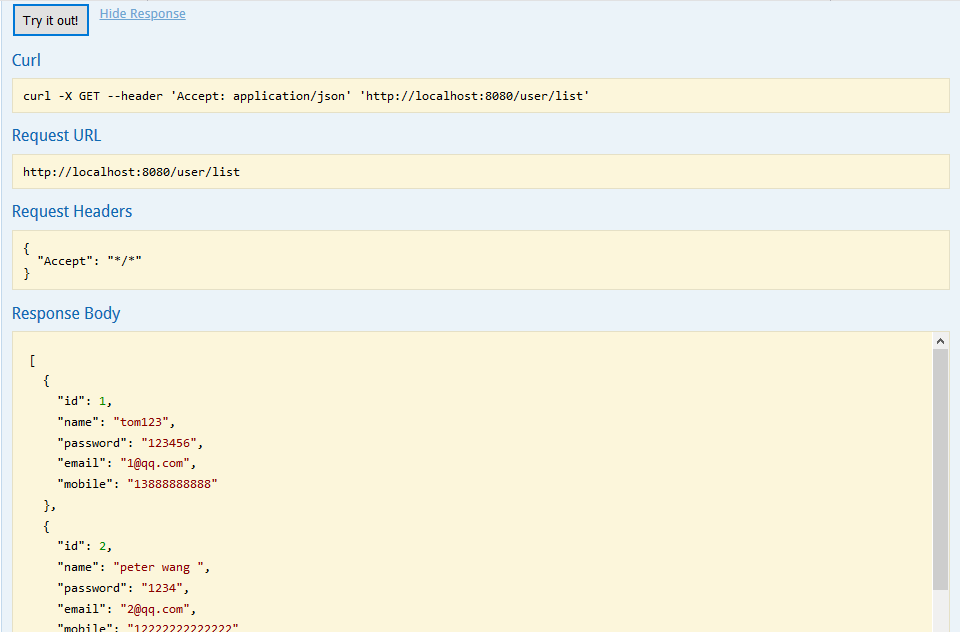 Try it out! Hide Response
Curl
curl -X GET --header 'Accept: application/json' 'http://localhost:8080/user/list'
Request URL
http://localhost:8080/user/list
Request Headers
{
  "Accept": "*/*"
}
Response Body
[
  {
    "id": 1,
    "name": "tom123",
    "password": "123456",
    "email": "1@qq.com",
    "mobile": "13888888888"
  },
  {
    "id": 2,
    "name": "peter wang ",
    "password": "1234",
    "email": "2@qq.com",
    "mobile": "12222222222222"